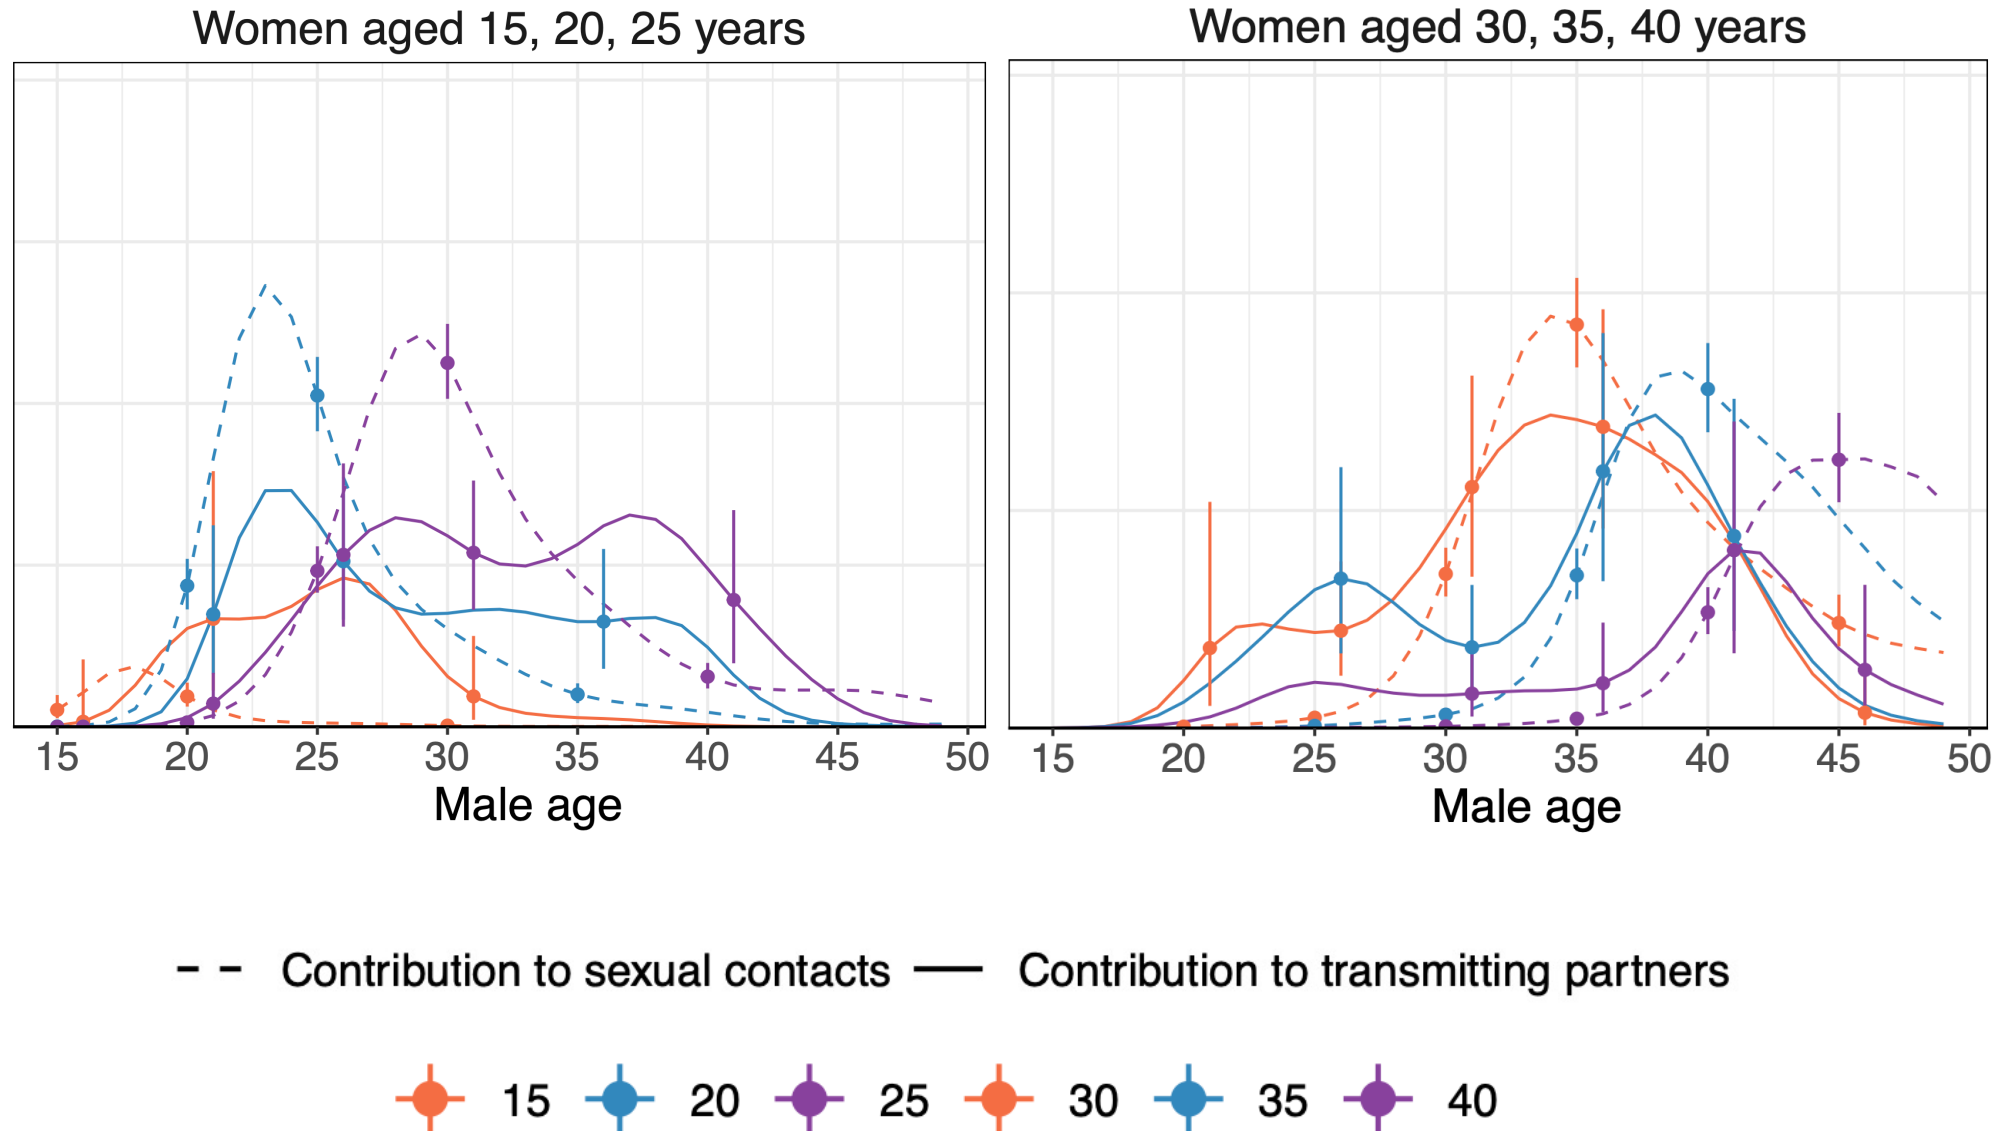 Women aged 15, 20, 25 years
Women aged 30, 35, 40 years
15 20 25 30 35 40 45 50
15 20 25 30 35 40 45 50
Male age
Male age
Contribution to sexual contacts
Contribution to transmitting partners
15 20 25 30 35 40